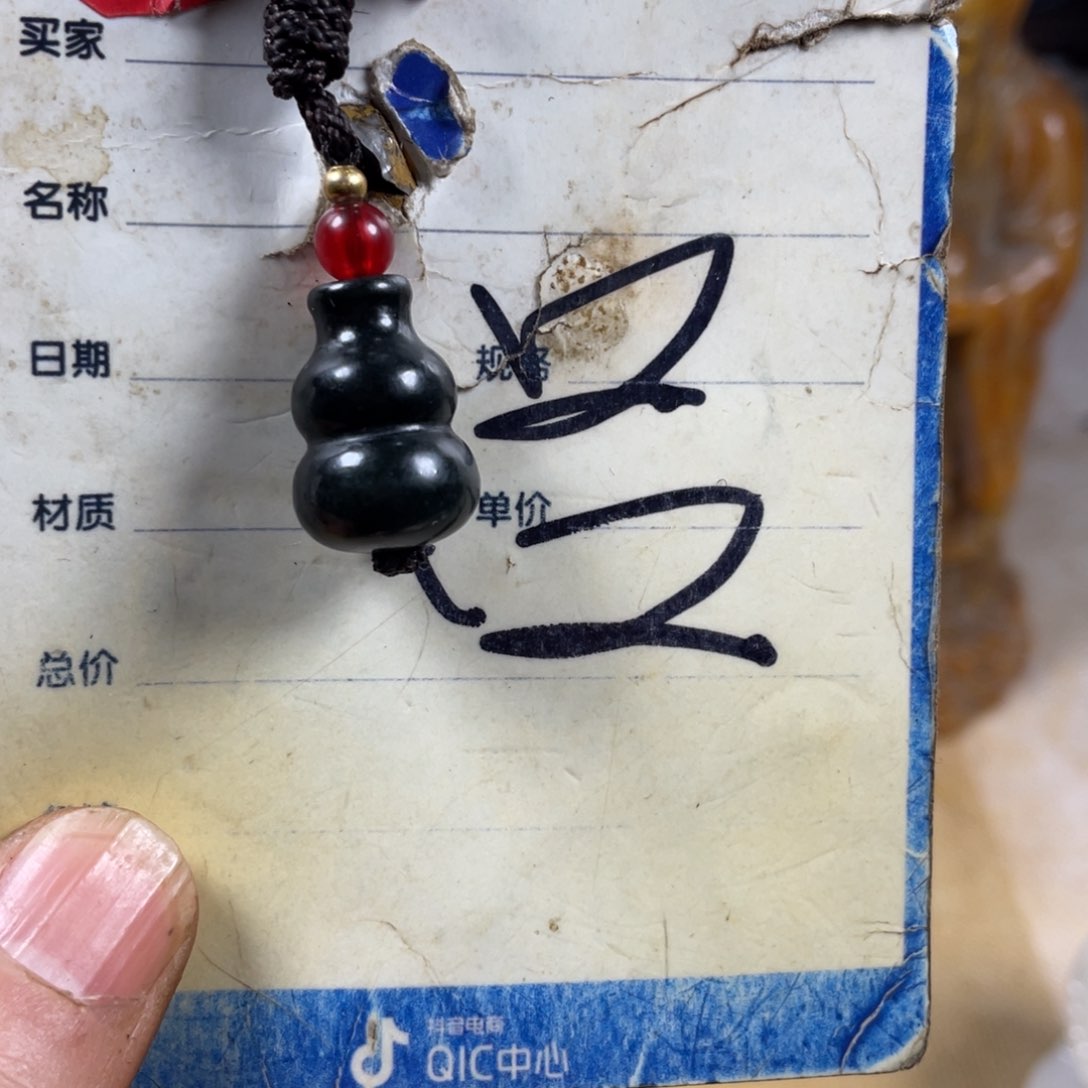 买家
名称
日期 规格
材质 单价
总价
抖音电商
QIC中心